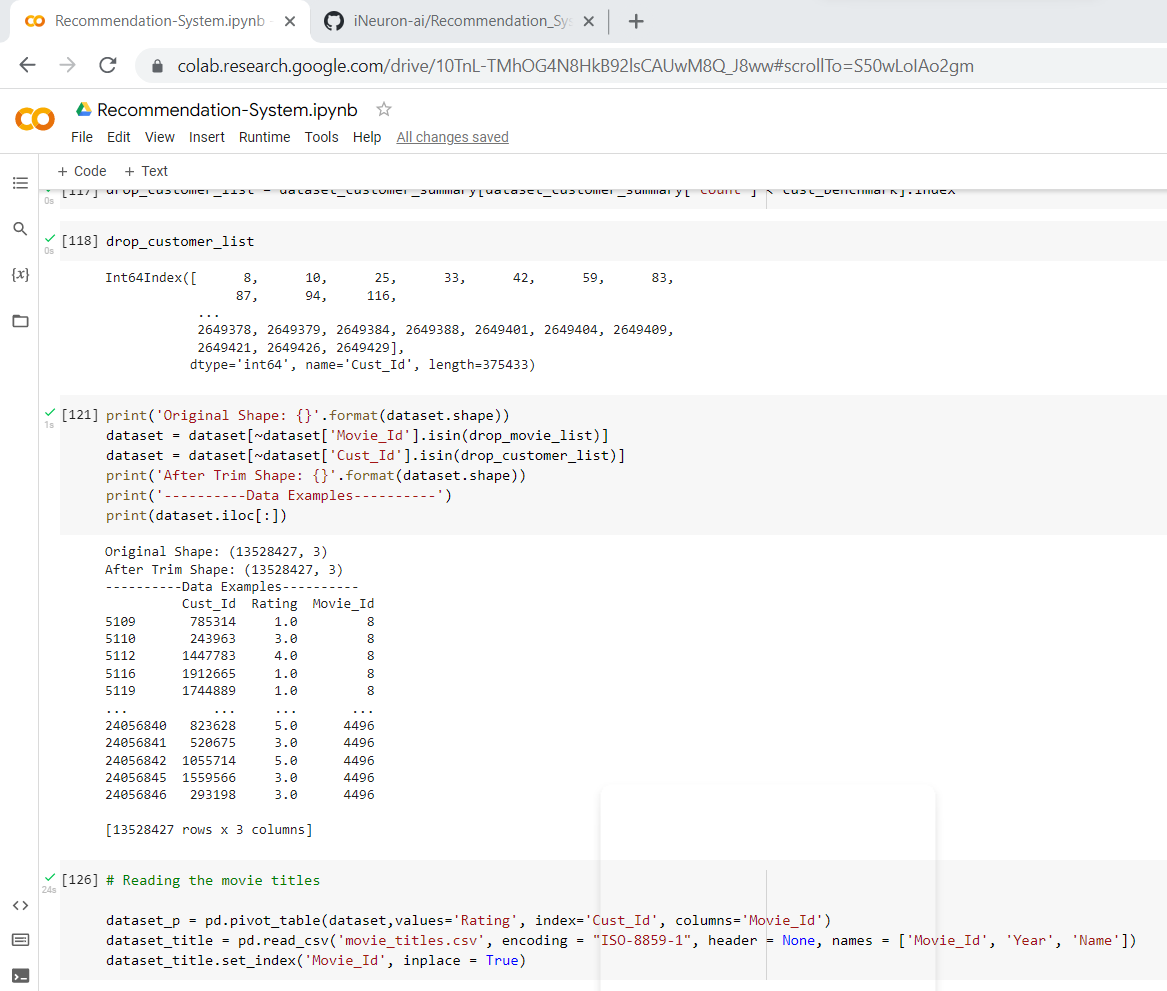 Recommendation-System.ipynb
iNeuron-ai/Recommendation_Sys
colab.research.google.com/drive/10TnL-TMhOG4N8HkB92lsCAUwM8Q_J8ww#scrollTo=S50wLoIAo2gm
Recommendation-System.ipynb
File Edit View Insert Runtime Tools Help All changes saved
+ Code + Text
0s [117] drop_customer_list = dataset_customer_summary[dataset_customer_summary['count'] < cust_benchmark].index
[118] drop_customer_list
0s
Int64Index([      8,      10,      25,      33,      42,      59,      83,
87,      94,     116,
...
2649378, 2649379, 2649384, 2649388, 2649401, 2649404, 2649409,
2649421, 2649426, 2649429],
dtype='int64', name='Cust_Id', length=375433)
[121] print('Original Shape: {}'.format(dataset.shape))
1s
dataset = dataset[~dataset['Movie_Id'].isin(drop_movie_list)]
dataset = dataset[~dataset['Cust_Id'].isin(drop_customer_list)]
print('After Trim Shape: {}'.format(dataset.shape))
print('----------Data Examples----------')
print(dataset.iloc[:])
Original Shape: (13528427, 3)
After Trim Shape: (13528427, 3)
----------Data Examples----------
Cust_Id  Rating  Movie_Id
5109      785314     1.0         8
5110      243963     3.0         8
5112     1447783     4.0         8
5116     1912665     1.0         8
5119     1744889     1.0         8
...          ...     ...       ...
24056840  823628     5.0      4496
24056841  520675     3.0      4496
24056842 1055714     5.0      4496
24056845 1559566     3.0      4496
24056846  293198     3.0      4496
[13528427 rows x 3 columns]
[126] # Reading the movie titles
24s
dataset_p = pd.pivot_table(dataset,values='Rating', index='Cust_Id', columns='Movie_Id')
dataset_title = pd.read_csv('movie_titles.csv', encoding = "ISO-8859-1", header = None, names = ['Movie_Id', 'Year', 'Name'])
dataset_title.set_index('Movie_Id', inplace = True)